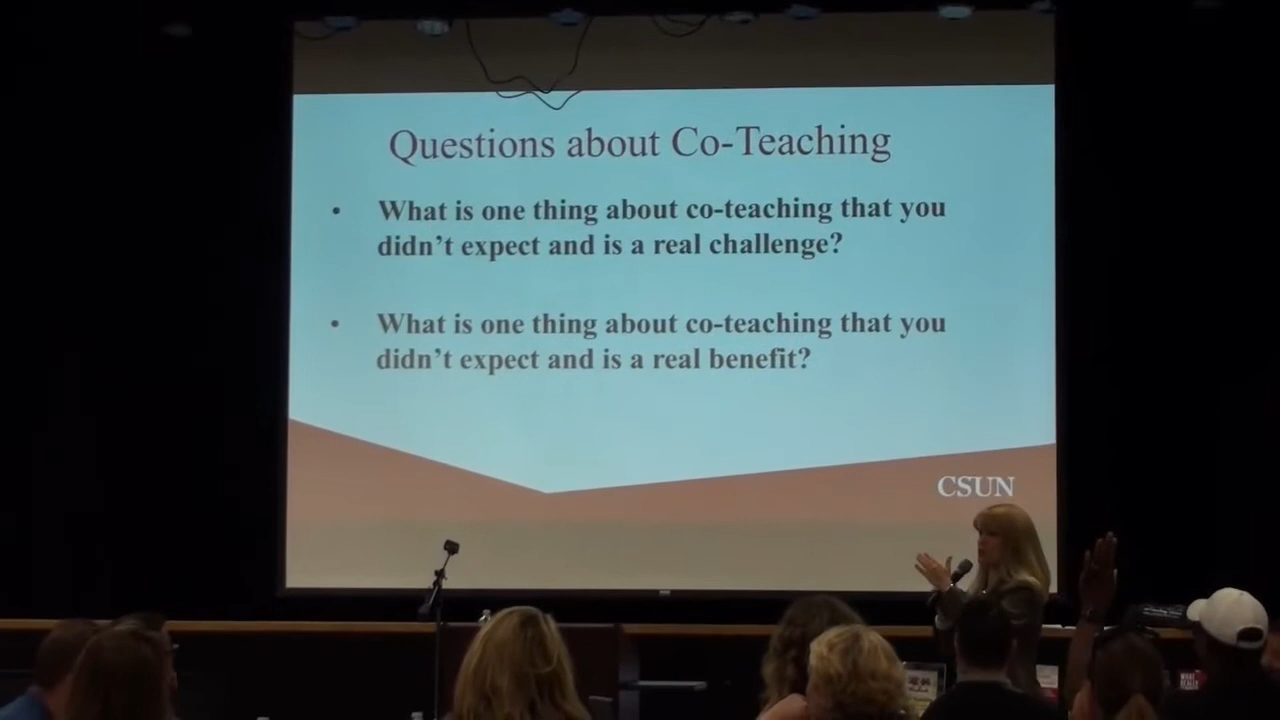 Questions about Co-Teaching
• What is one thing about co-teaching that you
didn't expect and is a real challenge?
• What is one thing about co-teaching that you
didn't expect and is a real benefit?
CSUN